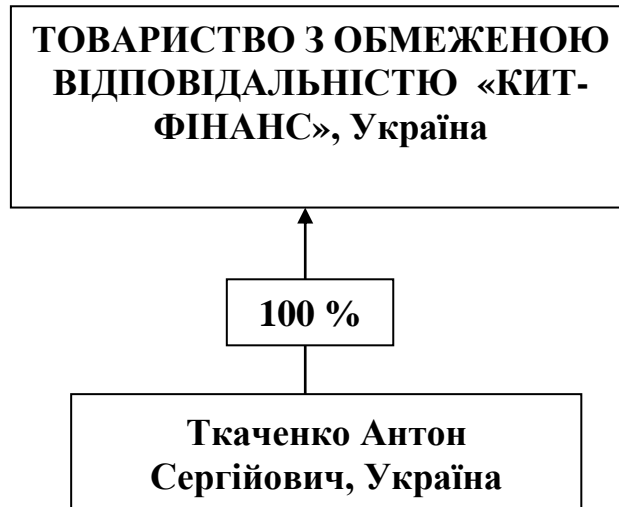 ТОВАРИСТВО З ОБМЕЖЕНОЮ
ВІДПОВІДАЛЬНІСТЮ «КИТ-
ФІНАНС», Україна
100 %
Ткаченко Антон
Сергійович, Україна